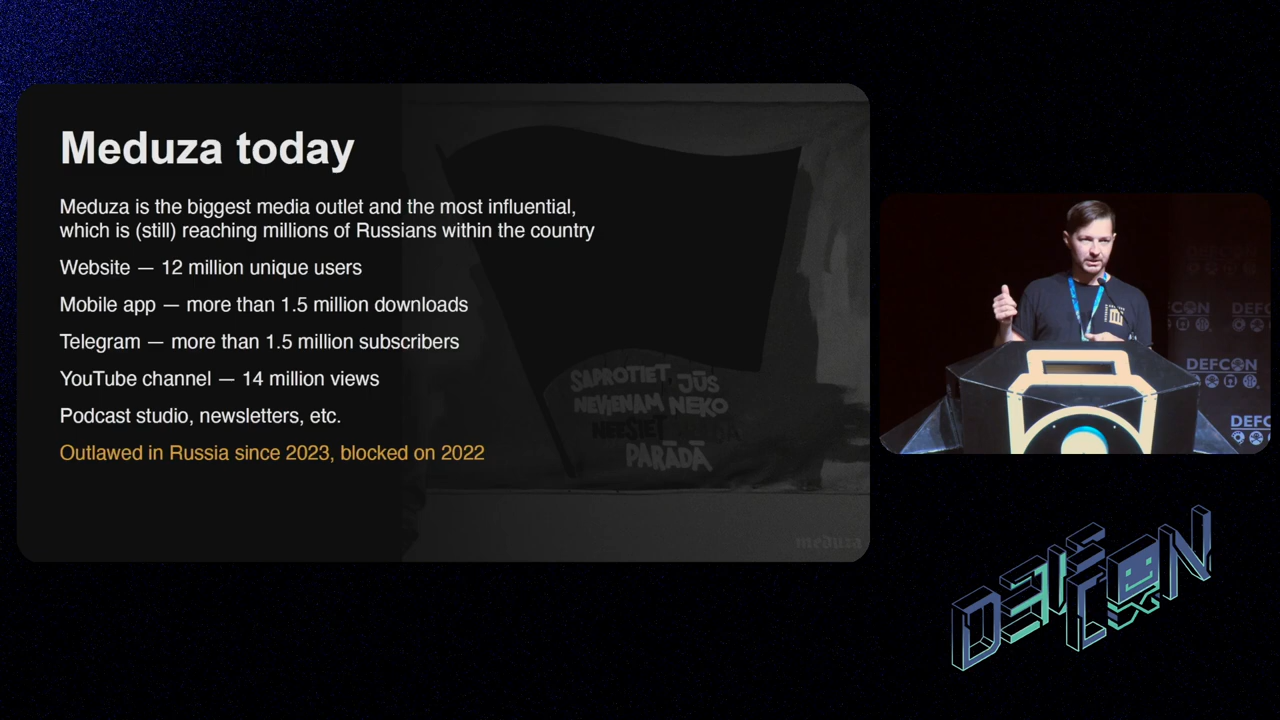 Meduza today
Meduza is the biggest media outlet and the most influential,
which is (still) reaching millions of Russians within the country
Website — 12 million unique users
Mobile app — more than 1.5 million downloads
Telegram — more than 1.5 million subscribers
YouTube channel — 14 million views
Podcast studio, newsletters, etc.
Outlawed in Russia since 2023, blocked on 2022
SAPROTIET, JŪS
NEVIENAM NEKO
NEESIET
PARĀDĀ
meduza
DEFCON
DEFCON
DEFCON